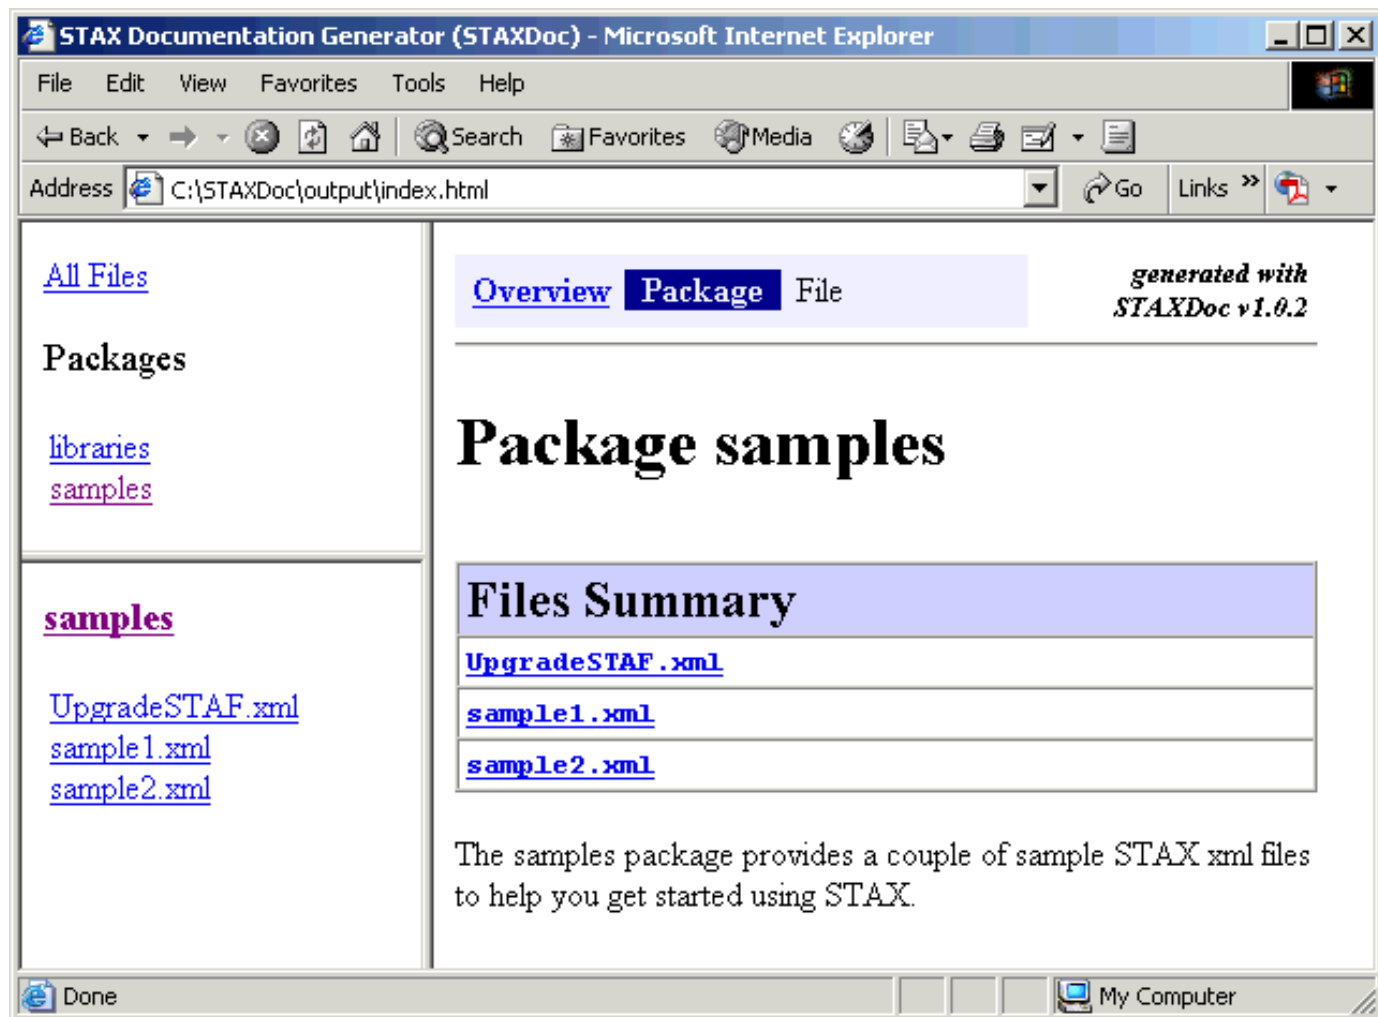 STAX Documentation Generator (STAXDoc) - Microsoft Internet Explorer
File Edit View Favorites Tools Help
Back Search Favorites Media
Address C:\STAXDoc\output\index.html Go Links »
All Files
Packages
libraries
samples
samples
UpgradeSTAF.xml
sample1.xml
sample2.xml
Overview Package File
generated with
STAXDoc v1.0.2
Package samples
Files Summary
UpgradeSTAF.xml
sample1.xml
sample2.xml
The samples package provides a couple of sample STAX xml files
to help you get started using STAX.
Done My Computer